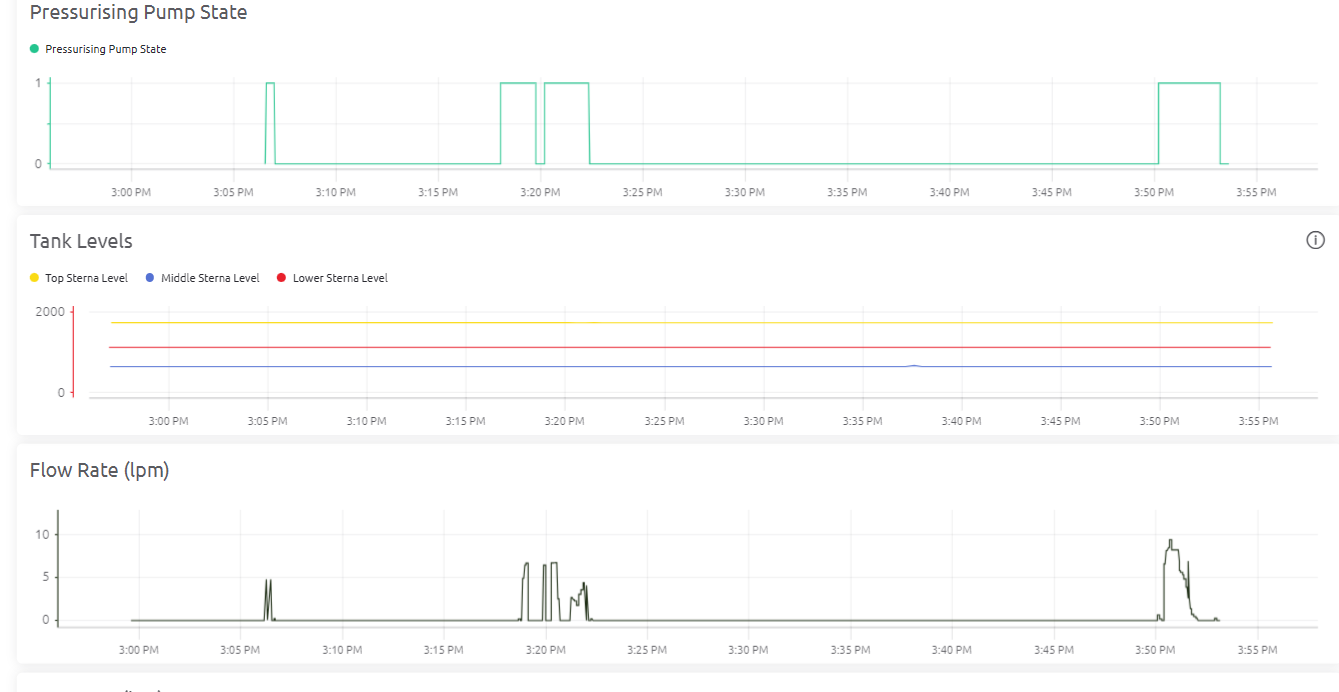 Pressurising Pump State
Pressurising Pump State
1
0
3:00 PM 3:05 PM 3:10 PM 3:15 PM 3:20 PM 3:25 PM 3:30 PM 3:35 PM 3:40 PM 3:45 PM 3:50 PM 3:55 PM
Tank Levels
Top Sterna Level Middle Sterna Level Lower Sterna Level
2000
0
3:00 PM 3:05 PM 3:10 PM 3:15 PM 3:20 PM 3:25 PM 3:30 PM 3:35 PM 3:40 PM 3:45 PM 3:50 PM 3:55 PM
Flow Rate (lpm)
10
5
0
3:00 PM 3:05 PM 3:10 PM 3:15 PM 3:20 PM 3:25 PM 3:30 PM 3:35 PM 3:40 PM 3:45 PM 3:50 PM 3:55 PM